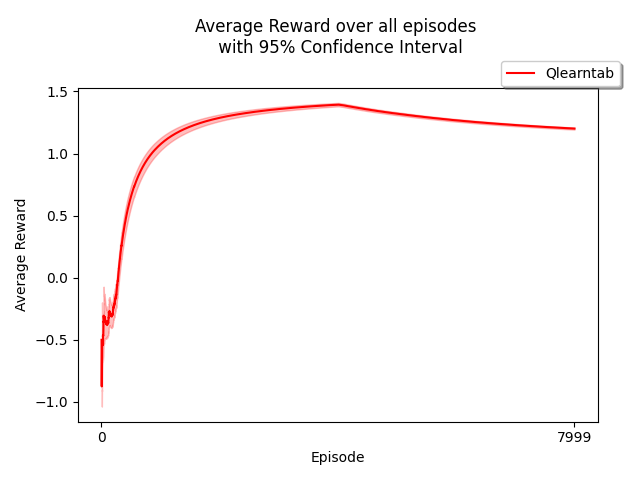 Average Reward over all episodes
with 95% Confidence Interval
Qlearntab
1.5
1.0
0.5
0.0
−0.5
−1.0
Average Reward
0
7999
Episode